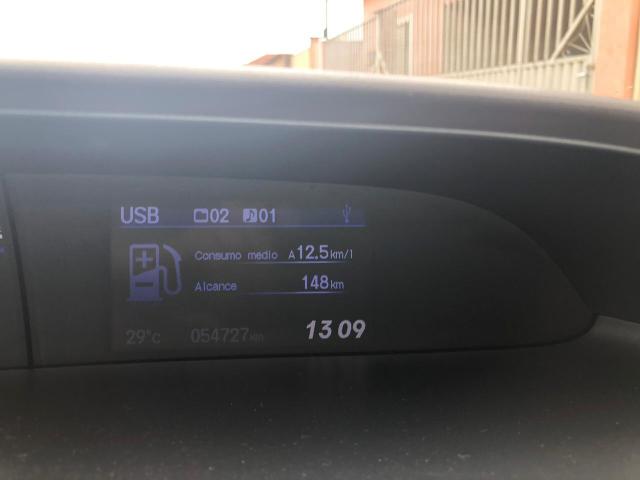 USB 02 01
Consumo medio A 12.5 km/l
Alcance 148 km
29°c 054727 km 13 09